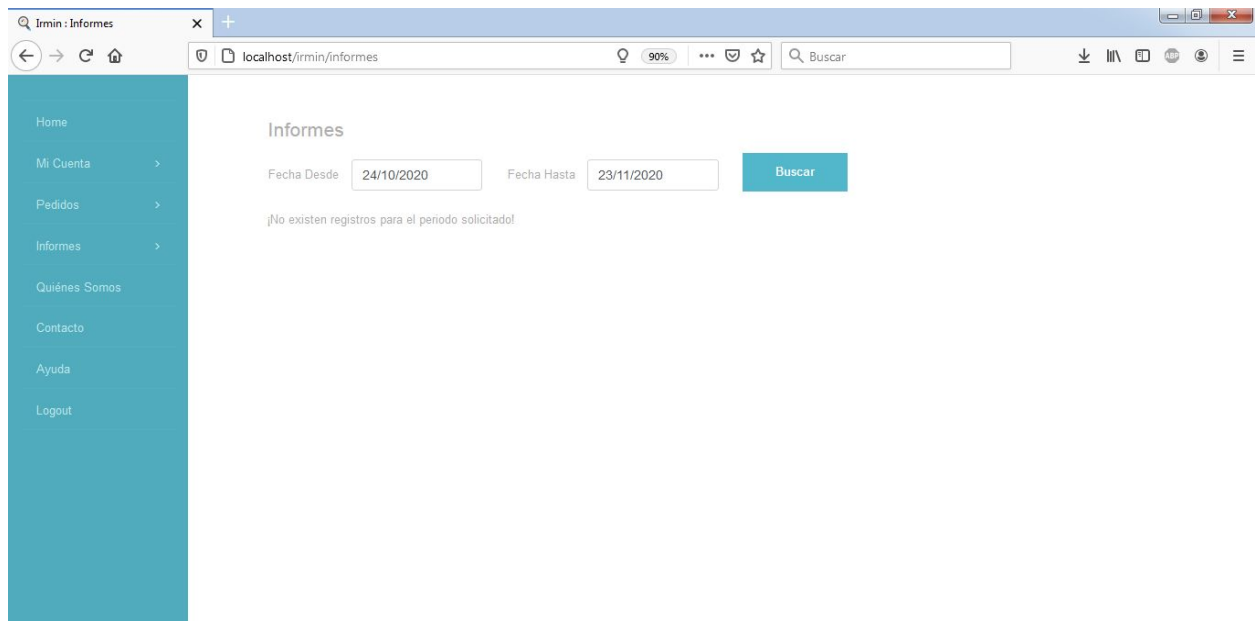 Irmin : Informes
localhost/irmin/informes
90%
Buscar
ABP
Home
Mi Cuenta
Pedidos
Informes
Quiénes Somos
Contacto
Ayuda
Logout
Informes
Fecha Desde 24/10/2020 Fecha Hasta 23/11/2020 Buscar
¡No existen registros para el periodo solicitado!